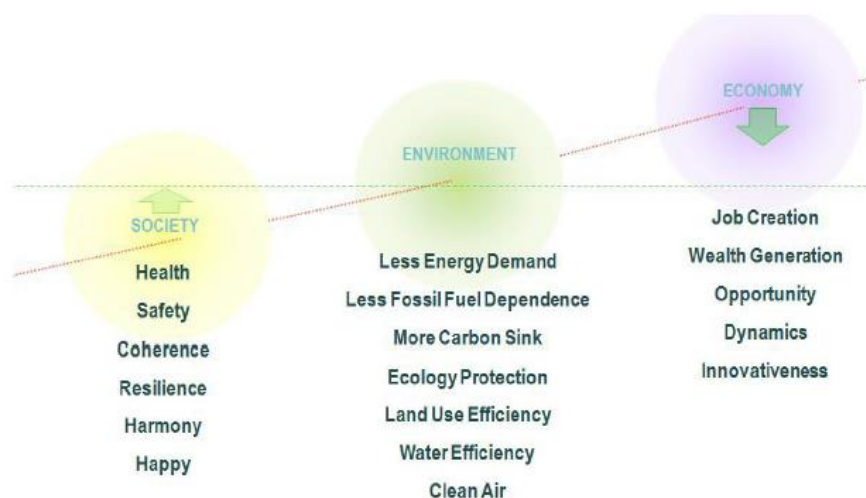 SOCIETY
Health
Safety
Coherence
Resilience
Harmony
Happy
ENVIRONMENT
Less Energy Demand
Less Fossil Fuel Dependence
More Carbon Sink
Ecology Protection
Land Use Efficiency
Water Efficiency
Clean Air
ECONOMY
Job Creation
Wealth Generation
Opportunity
Dynamics
Innovativeness